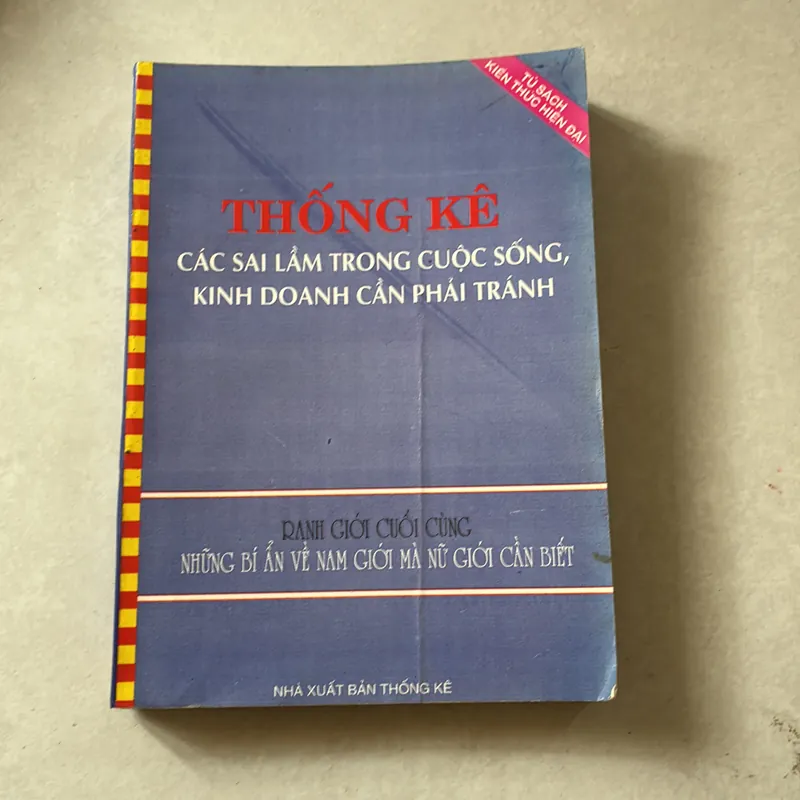 TỦ SÁCH
KIẾN THỨC HIỆN ĐẠI
THỐNG KÊ
CÁC SAI LẦM TRONG CUỘC SỐNG,
KINH DOANH CẦN PHẢI TRÁNH
RANH GIỚI CUỐI CÙNG
NHỮNG BÍ ẨN VỀ NAM GIỚI MÀ NỮ GIỚI CẦN BIẾT
NHÀ XUẤT BẢN THỐNG KÊ